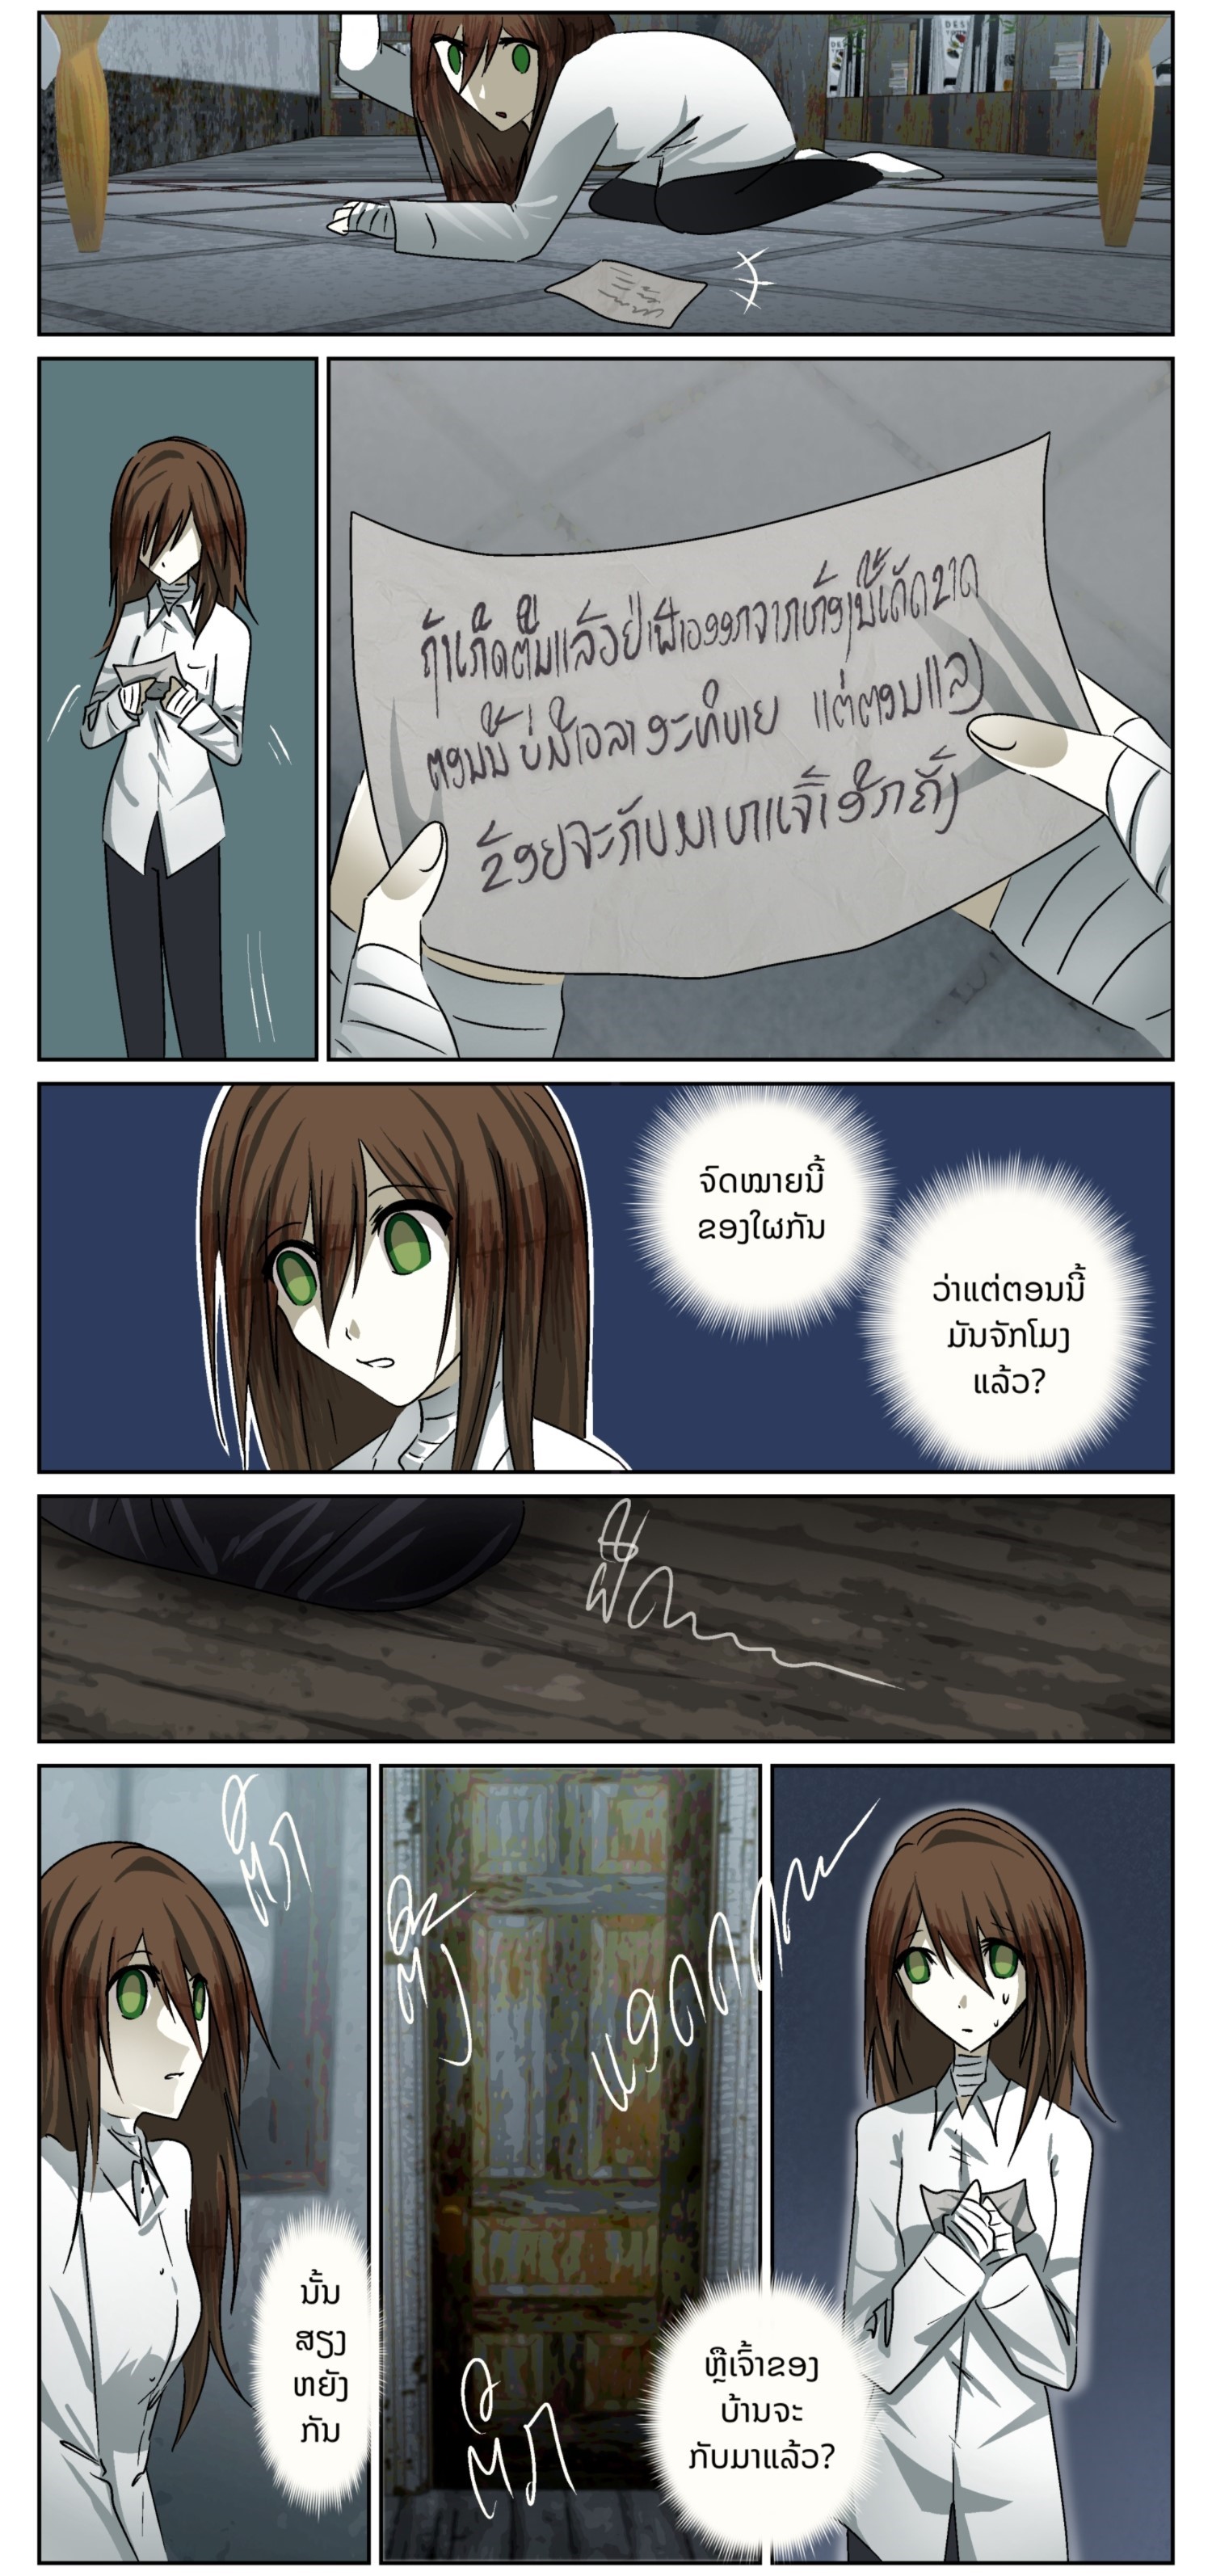 ຖ້າເກີດຕື່ນແລ້ວຢ່າເຟີເອອອກຈາກຫ້ອງນີ້ເດັດຂາດ
ຕອນນີ້ ບໍ່ມີເວລາ ອະທິບາຍ ແຕ່ຕອນແລງ
ຂ້ອຍຈະກັບມາຫາເຈົ້າອີກຄັ້ງ
ຈົດໝາຍນີ້
ຂອງໃຜກັນ
ວ່າແຕ່ຕອນນີ້
ມັນຈັກໂມງ
ແລ້ວ?
ຕຶກ
ຕຶງ
ແອດດດດ
ຕຶກ
ນັ້ນ
ສຽງ
ຫຍັງ
ກັນ
ຫຼືເຈົ້າຂອງ
ບ້ານຈະ
ກັບມາແລ້ວ?